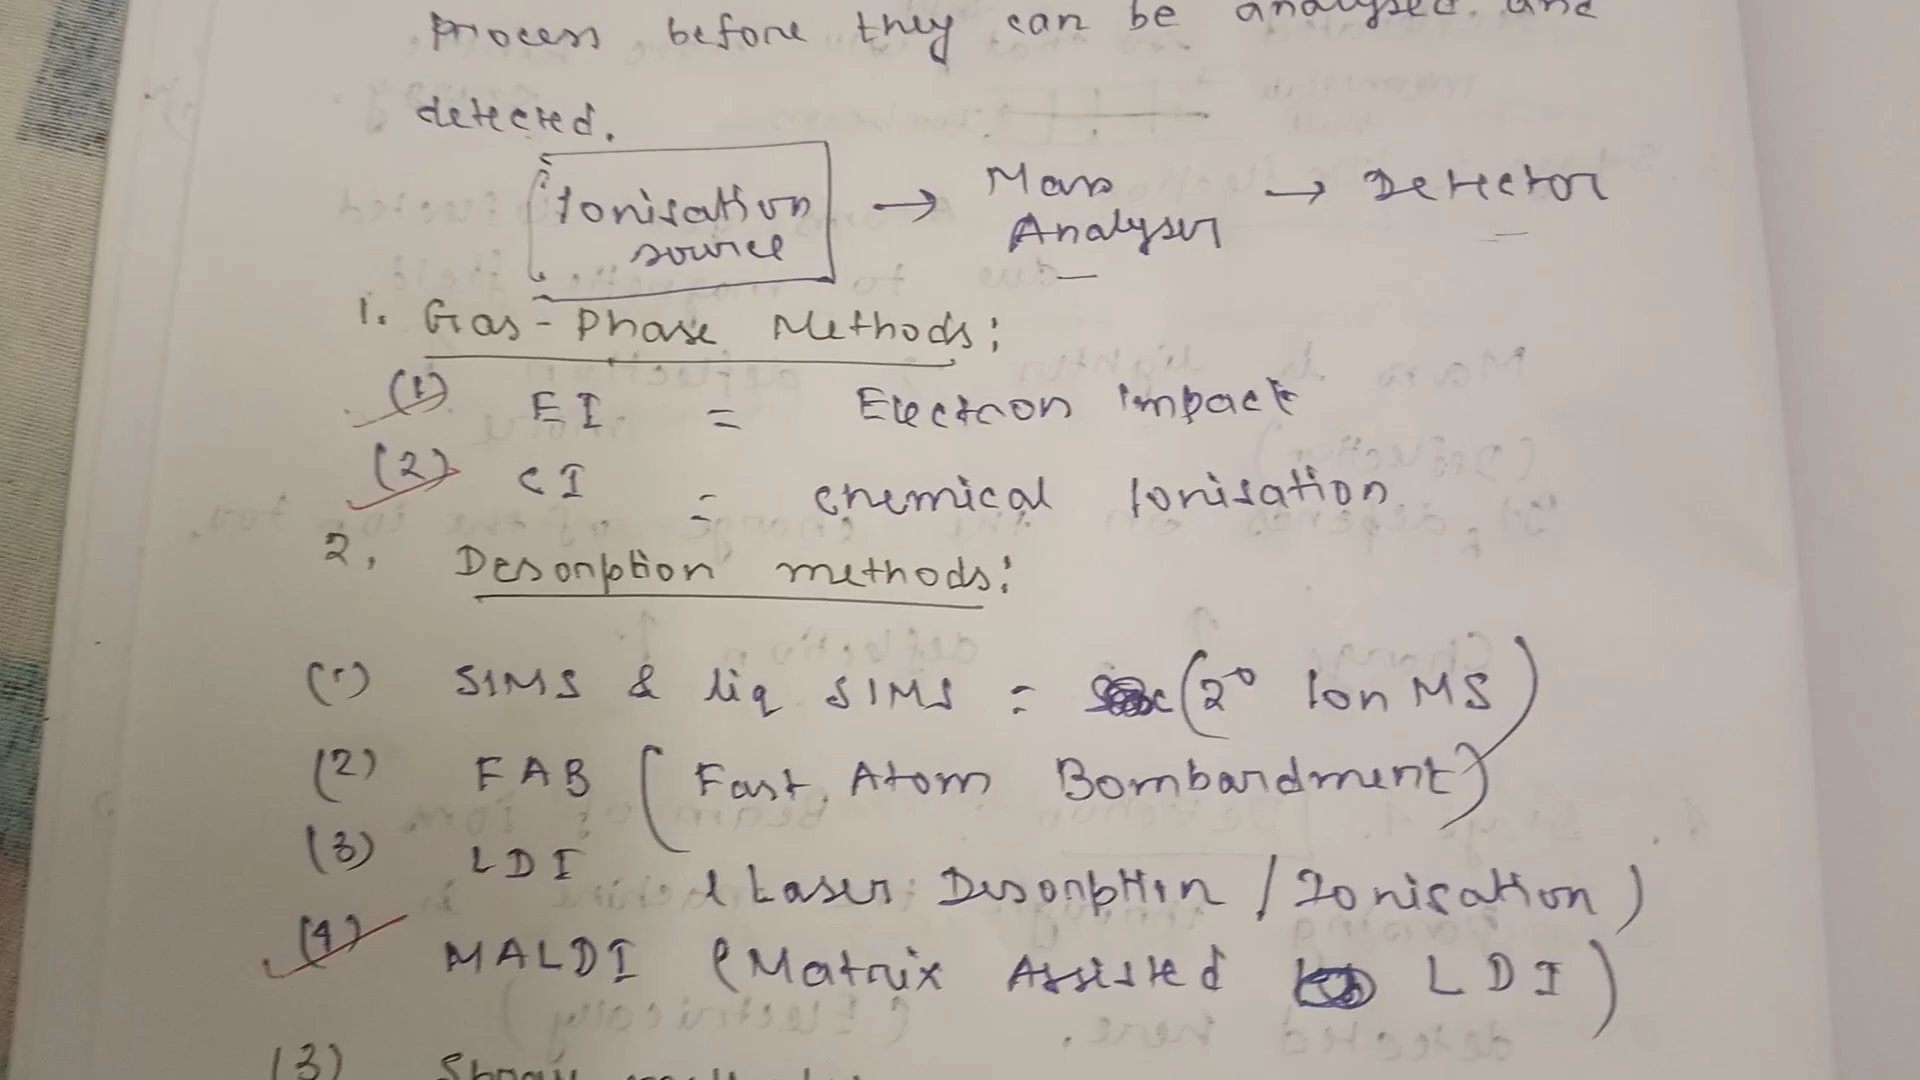 process before they can be analysed. and
detected.
Ionisation source → Mass Analyser → Detector
1. Gas-Phase Methods:
(1) EI = Electron impact
(2) CI = chemical Ionisation
2. Desorption methods:
(1) SIMS & liq SIMS = (2° Ion MS)
(2) FAB (Fast Atom Bombardment)
(3) LDI (Laser Desorption / Ionisation)
(4) MALDI (Matrix Assisted LDI)
(3) Spray